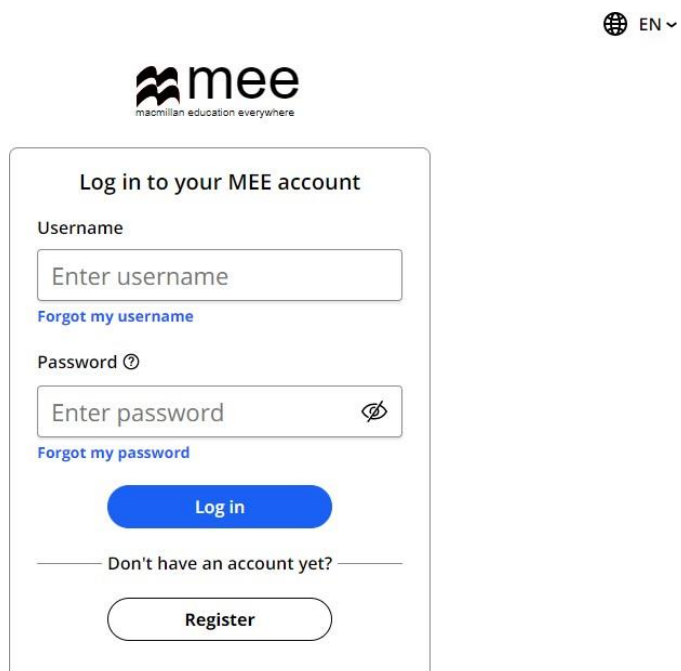 EN
mee
macmillan education everywhere
Log in to your MEE account
Username
Enter username
Forgot my username
Password
Enter password
Forgot my password
Log in
Don't have an account yet?
Register